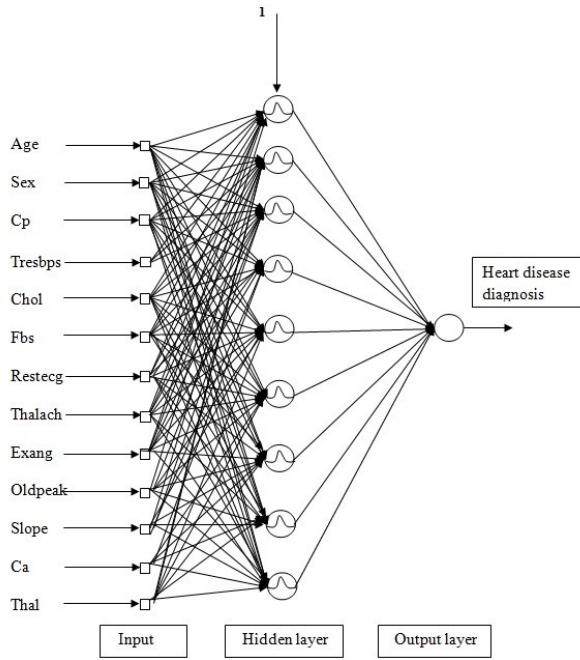 1
Age
Sex
Cp
Tresbps
Chol
Fbs
Restecg
Thalach
Exang
Oldpeak
Slope
Ca
Thal
Heart disease
diagnosis
Input
Hidden layer
Output layer